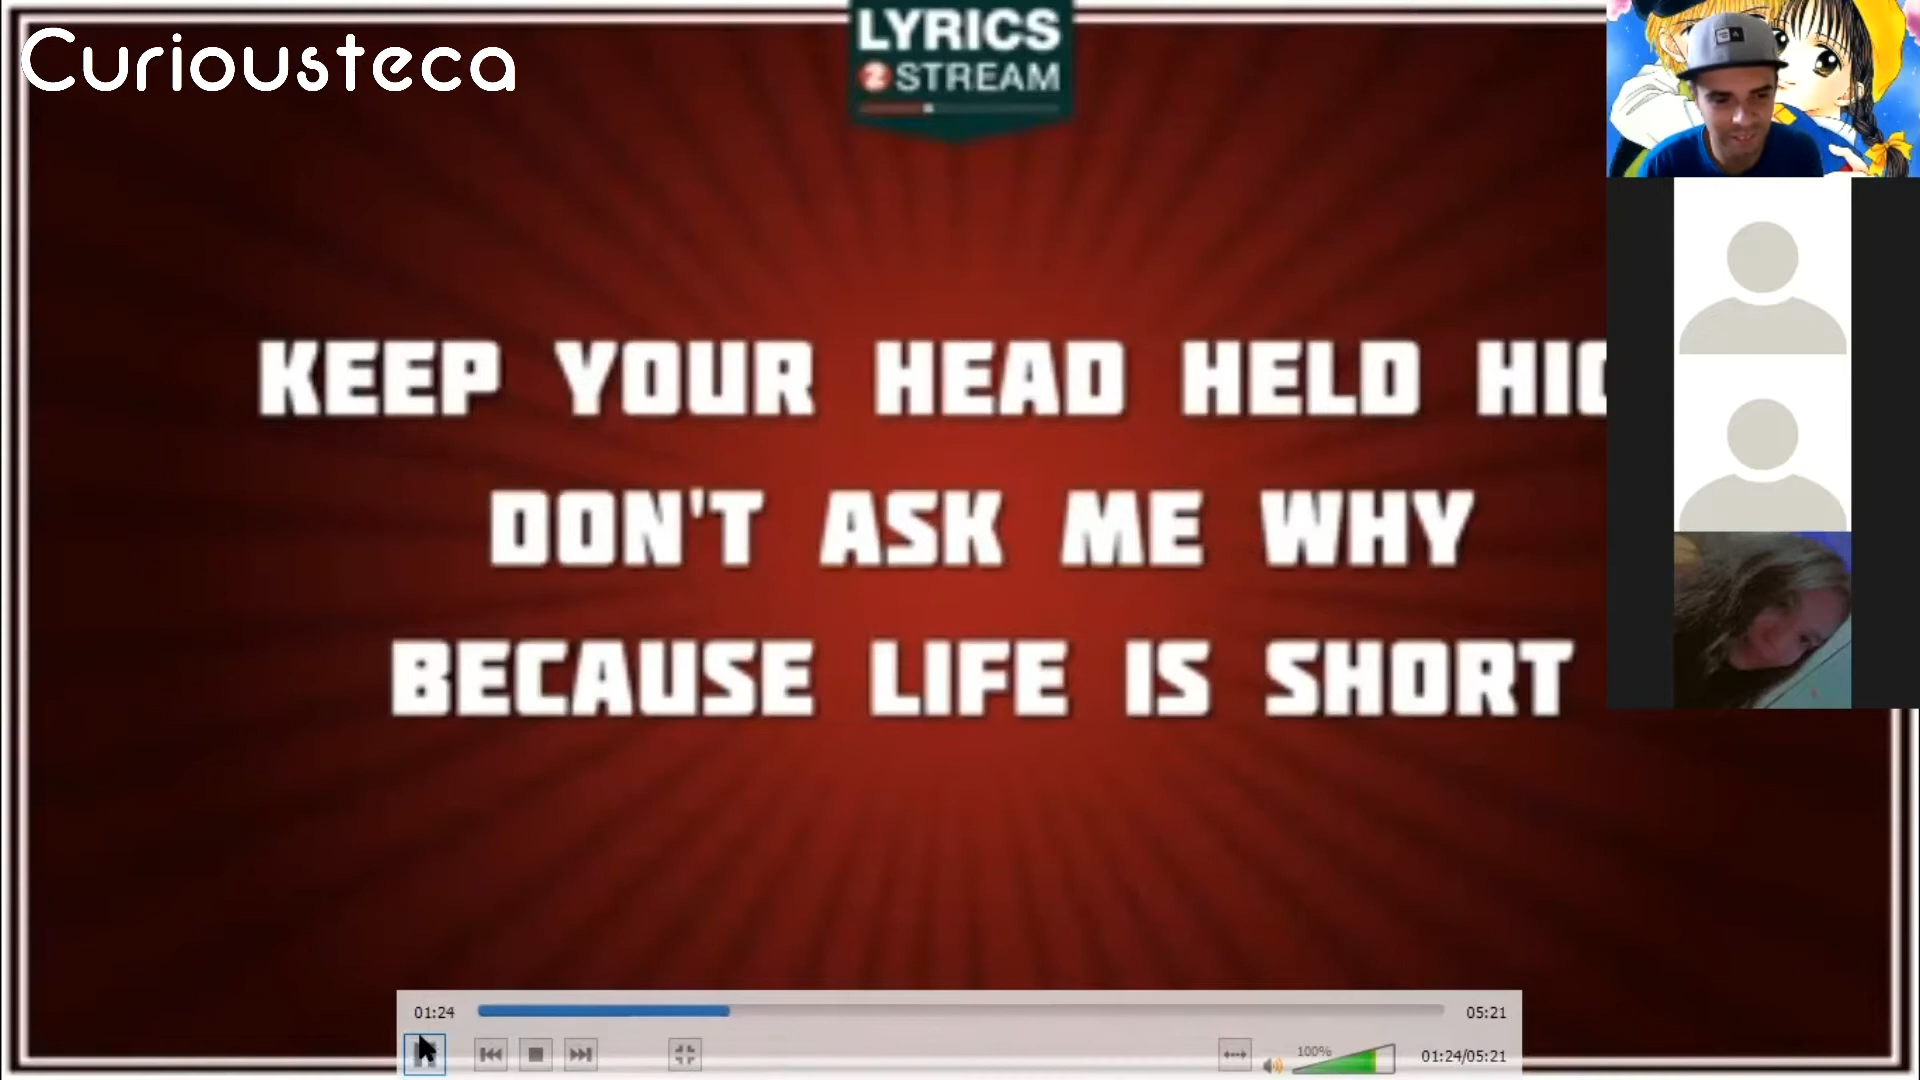 Curiousteca
LYRICS
2 STREAM
KEEP YOUR HEAD HELD
DON'T ASK ME WHY
BECAUSE LIFE IS SHORT
01:24
05:21
100%
01:24/05:21